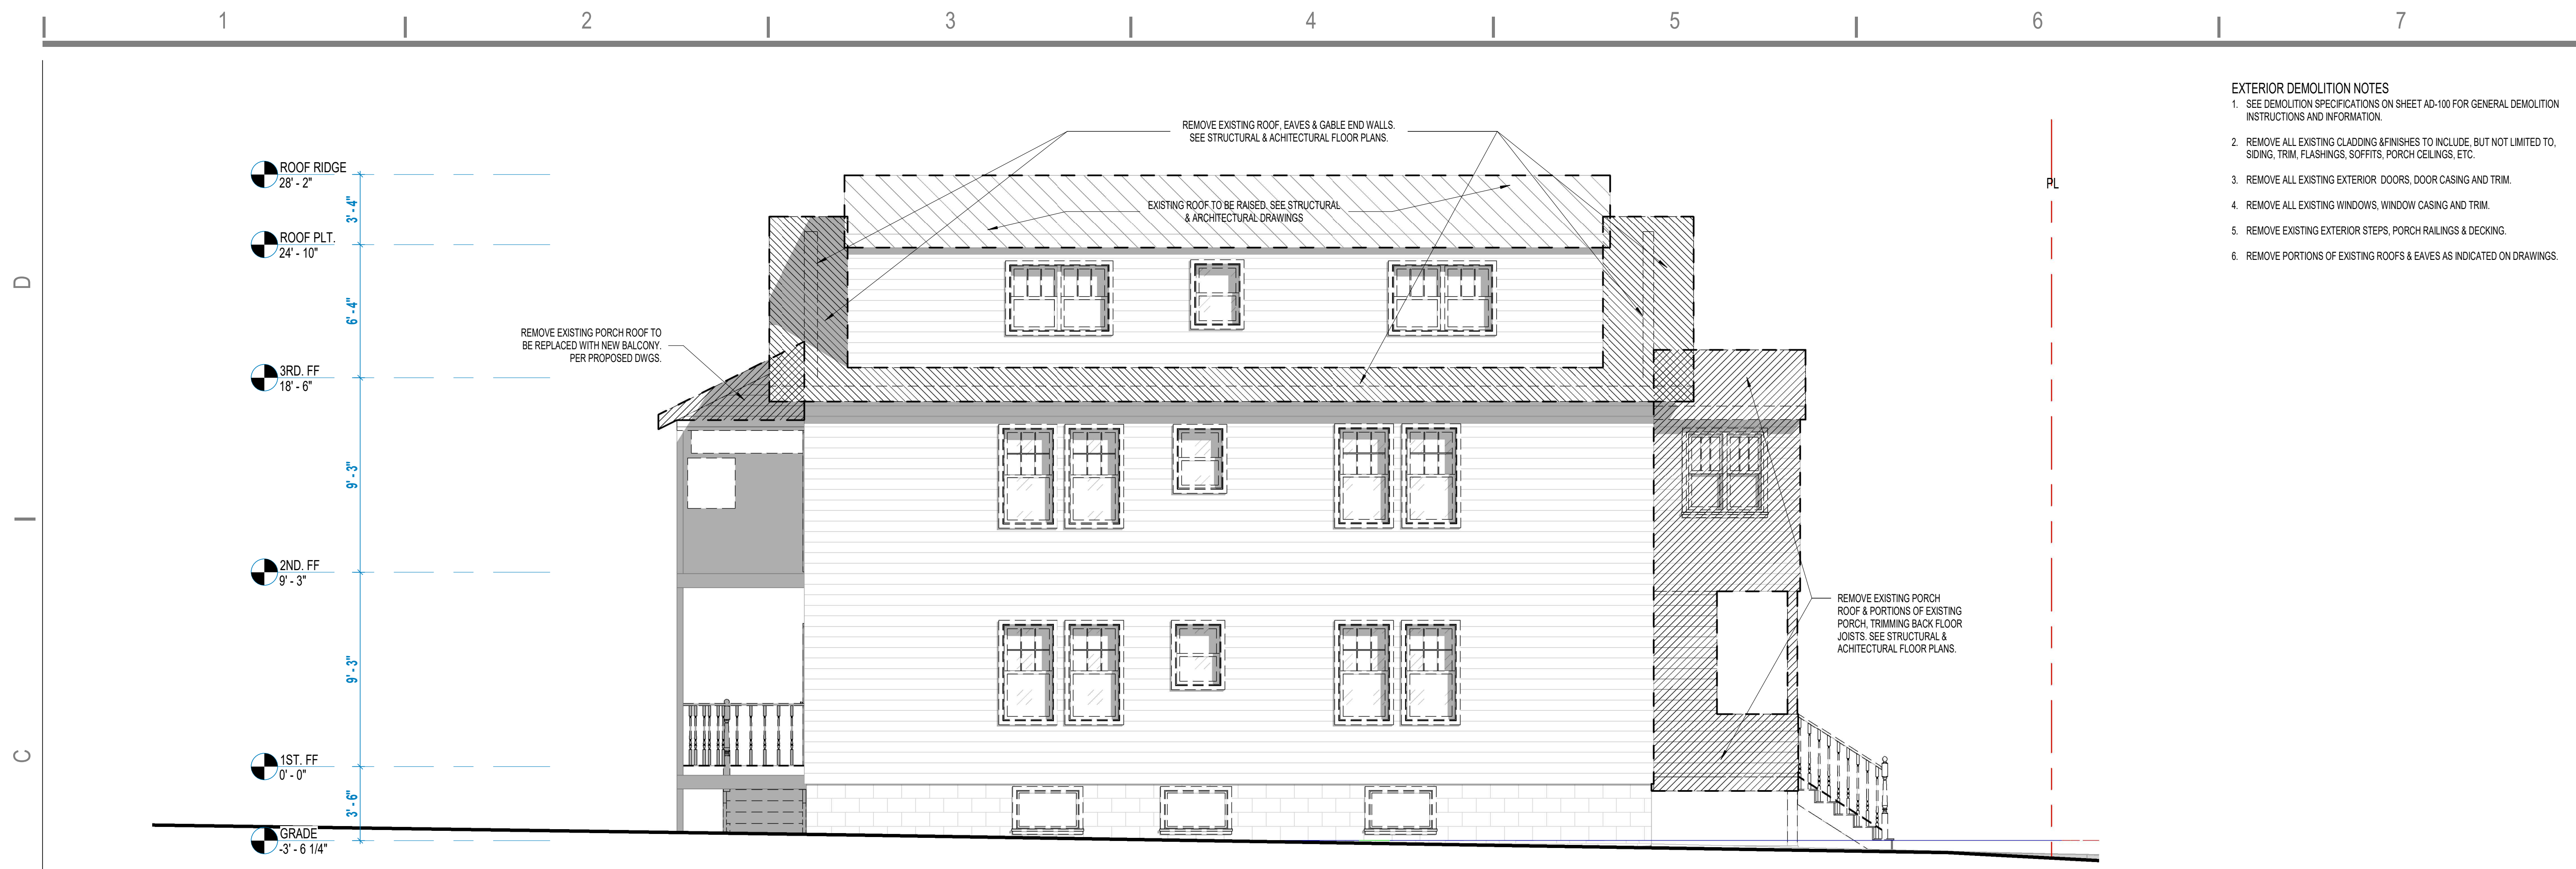 1 2 3 4 5 6 7
EXTERIOR DEMOLITION NOTES
1. SEE DEMOLITION SPECIFICATIONS ON SHEET AD-100 FOR GENERAL DEMOLITION
INSTRUCTIONS AND INFORMATION.
2. REMOVE ALL EXISTING CLADDING &FINISHES TO INCLUDE, BUT NOT LIMITED TO,
SIDING, TRIM, FLASHINGS, SOFFITS, PORCH CEILINGS, ETC.
3. REMOVE ALL EXISTING EXTERIOR DOORS, DOOR CASING AND TRIM.
4. REMOVE ALL EXISTING WINDOWS, WINDOW CASING AND TRIM.
5. REMOVE EXISTING EXTERIOR STEPS, PORCH RAILINGS & DECKING.
6. REMOVE PORTIONS OF EXISTING ROOFS & EAVES AS INDICATED ON DRAWINGS.
REMOVE EXISTING ROOF, EAVES & GABLE END WALLS.
SEE STRUCTURAL & ACHITECTURAL FLOOR PLANS.
EXISTING ROOF TO BE RAISED. SEE STRUCTURAL
& ARCHITECTURAL DRAWINGS
PL
ROOF RIDGE
28' - 2"
3' - 4"
ROOF PLT.
24' - 10"
6' - 4"
REMOVE EXISTING PORCH ROOF TO
BE REPLACED WITH NEW BALCONY.
PER PROPOSED DWGS.
3RD. FF
18' - 6"
9' - 3"
2ND. FF
9' - 3"
9' - 3"
REMOVE EXISTING PORCH
ROOF & PORTIONS OF EXISTING
PORCH, TRIMMING BACK FLOOR
JOISTS. SEE STRUCTURAL &
ACHITECTURAL FLOOR PLANS.
1ST. FF
0' - 0"
3' - 6"
GRADE
-3' - 6 1/4"
D
C